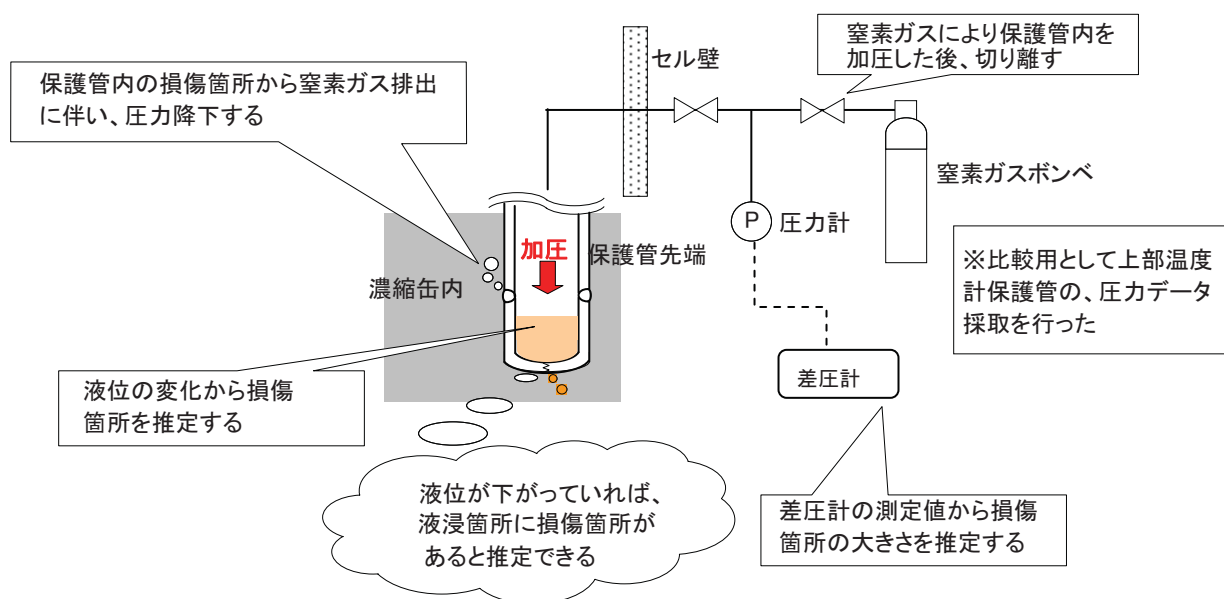 窒素ガスにより保護管内を
加圧した後、切り離す
セル壁
保護管内の損傷箇所から窒素ガス排出
に伴い、圧力降下する
窒素ガスボンベ
P
圧力計
加圧
保護管先端
濃縮缶内
※比較用として上部温度
計保護管の、圧力データ
採取を行った
差圧計
液位の変化から損傷
箇所を推定する
液位が下がっていれば、
液浸箇所に損傷箇所が
あると推定できる
差圧計の測定値から損傷
箇所の大きさを推定する